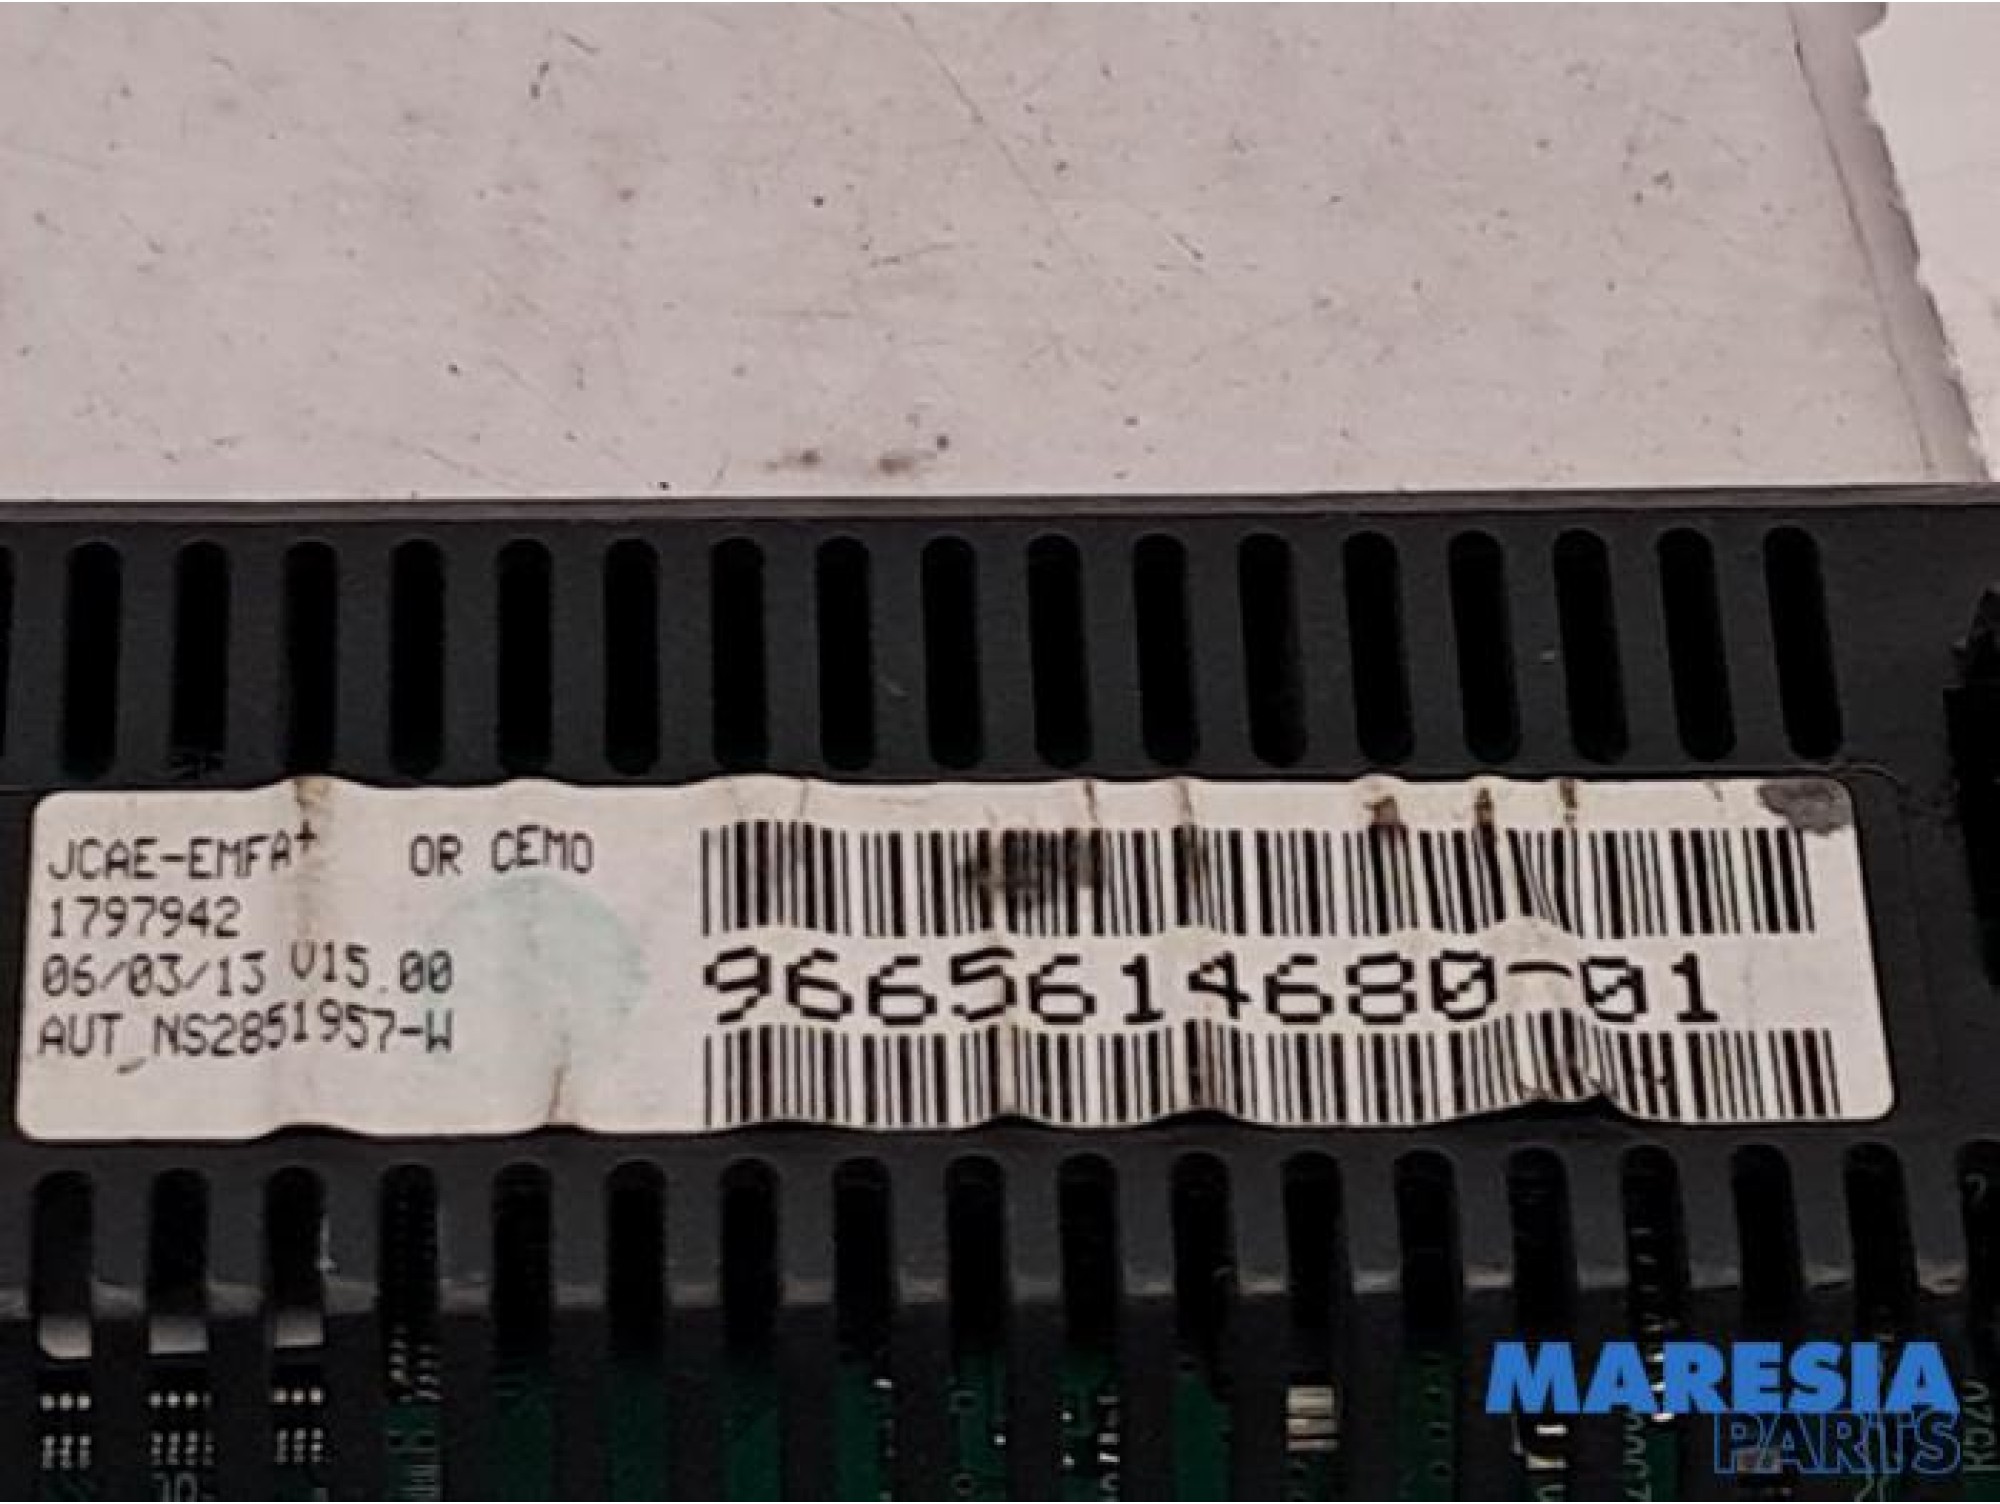 JCAE-EMFA+ OR CEMO
1797942
06/03/13 V15.00
AUT_NS2851957-W
9665614680-01
MARESIA
PARTS